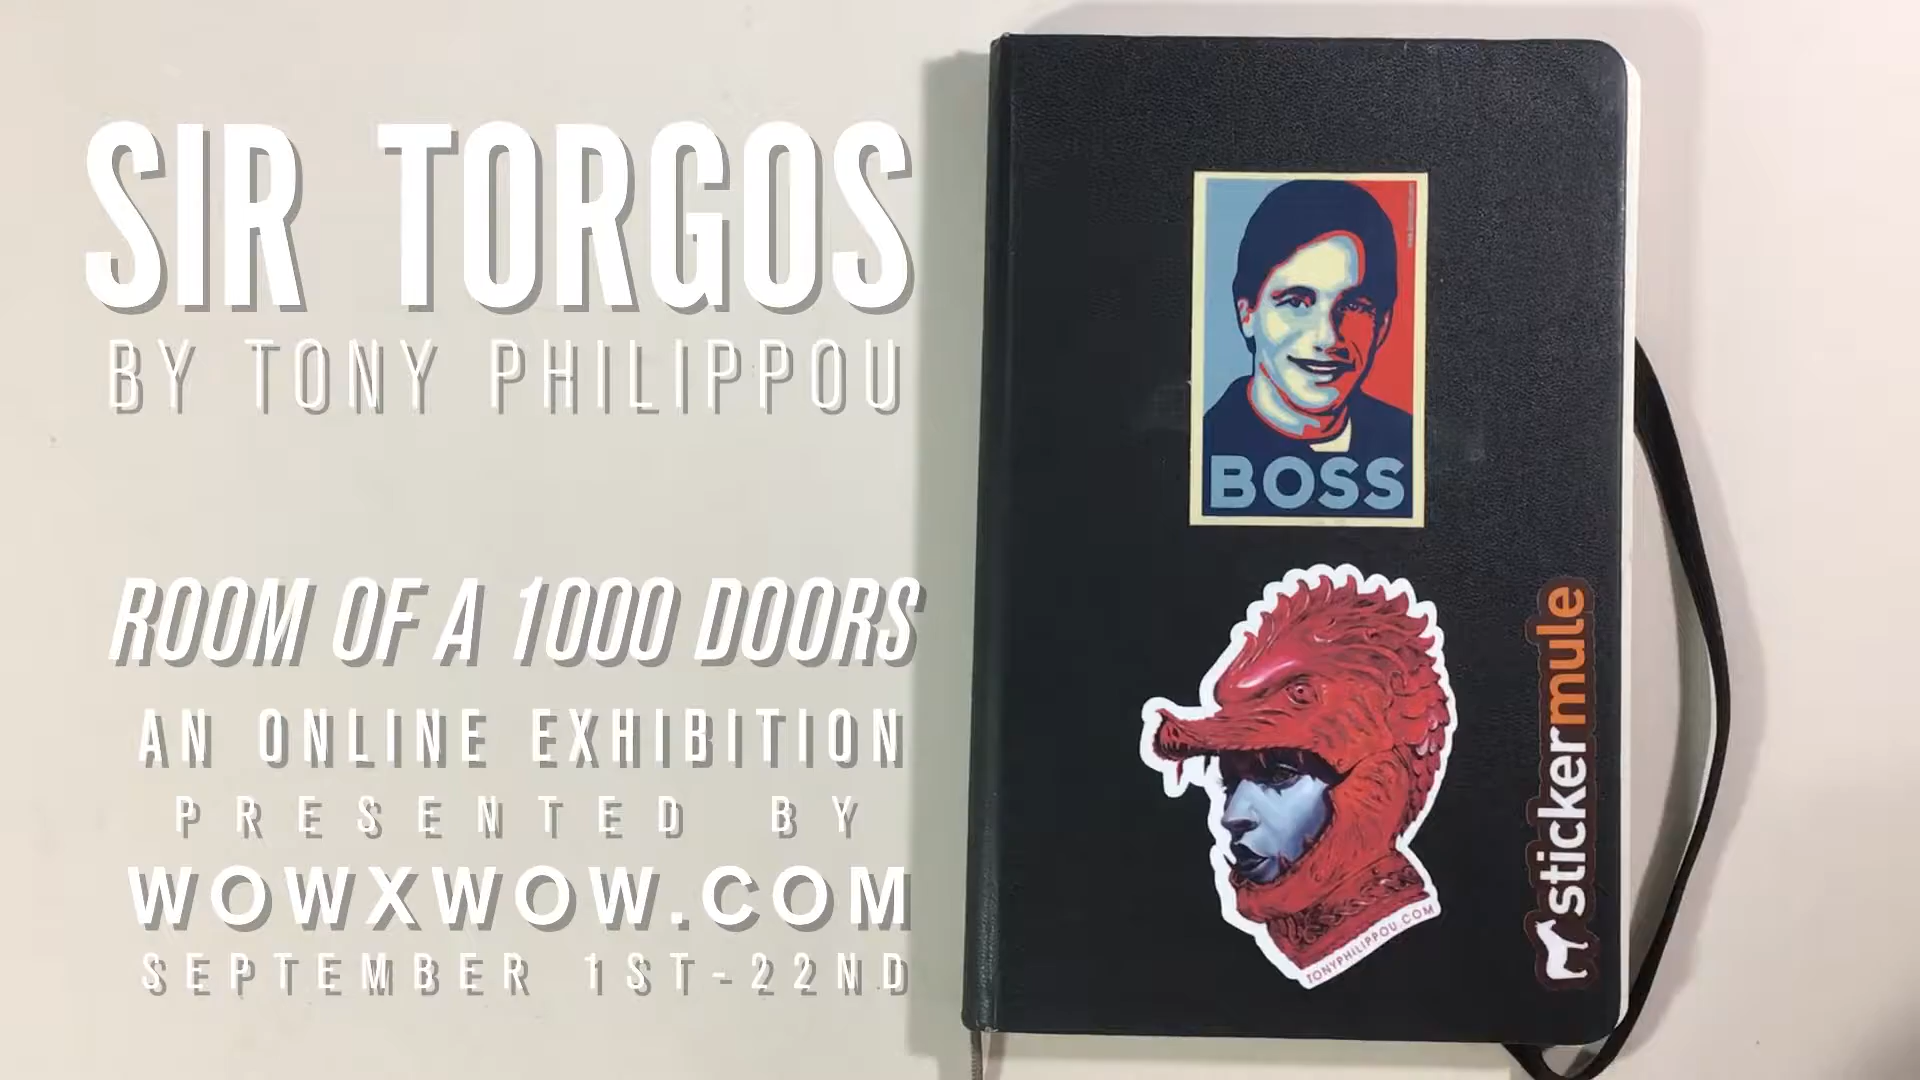 SIR TORGOS
BY TONY PHILIPPOU
ROOM OF A 1000 DOORS
AN ONLINE EXHIBITION
PRESENTED BY
WOWXWOW.COM
SEPTEMBER 1ST-22ND
BOSS
TONYPHILIPPOU.COM
stickermule